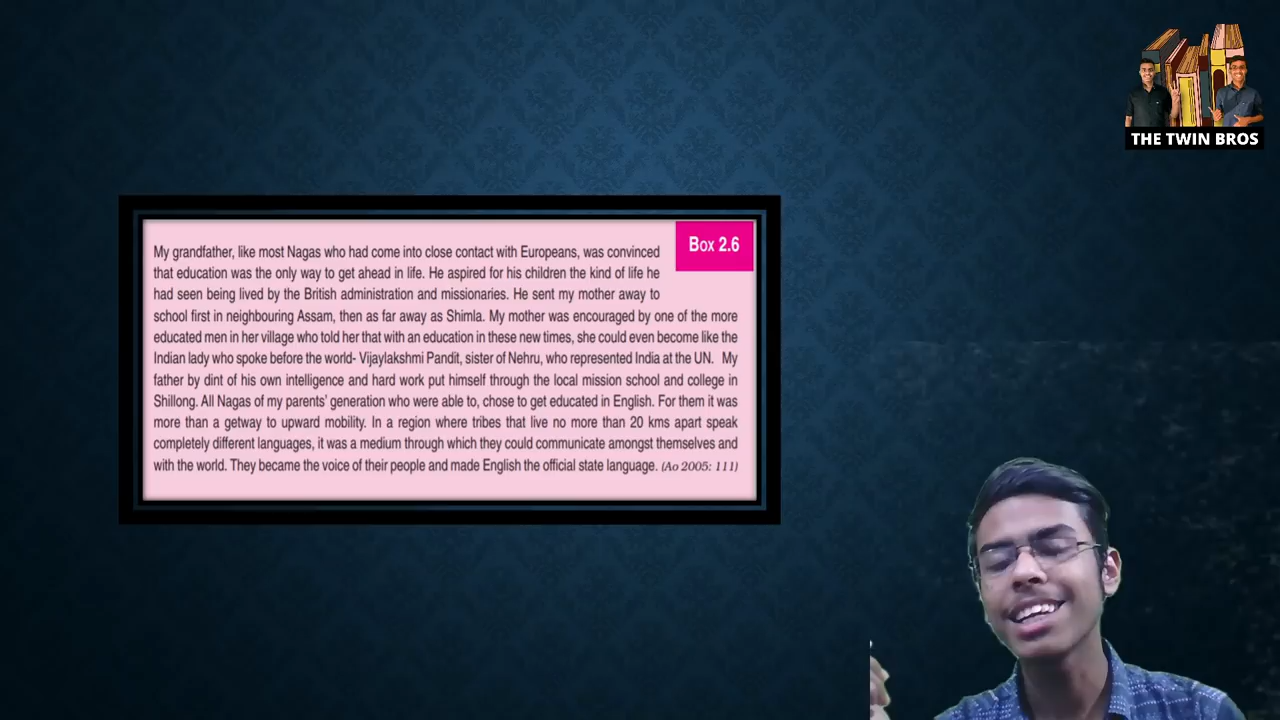 THE TWIN BROS
Box 2.6
My grandfather, like most Nagas who had come into close contact with Europeans, was convinced
that education was the only way to get ahead in life. He aspired for his children the kind of life he
had seen being lived by the British administration and missionaries. He sent my mother away to
school first in neighbouring Assam, then as far away as Shimla. My mother was encouraged by one of the more
educated men in her village who told her that with an education in these new times, she could even become like the
Indian lady who spoke before the world- Vijaylakshmi Pandit, sister of Nehru, who represented India at the UN. My
father by dint of his own intelligence and hard work put himself through the local mission school and college in
Shillong. All Nagas of my parents' generation who were able to, chose to get educated in English. For them it was
more than a getway to upward mobility. In a region where tribes that live no more than 20 kms apart speak
completely different languages, it was a medium through which they could communicate amongst themselves and
with the world. They became the voice of their people and made English the official state language. (Ao 2005: 111)